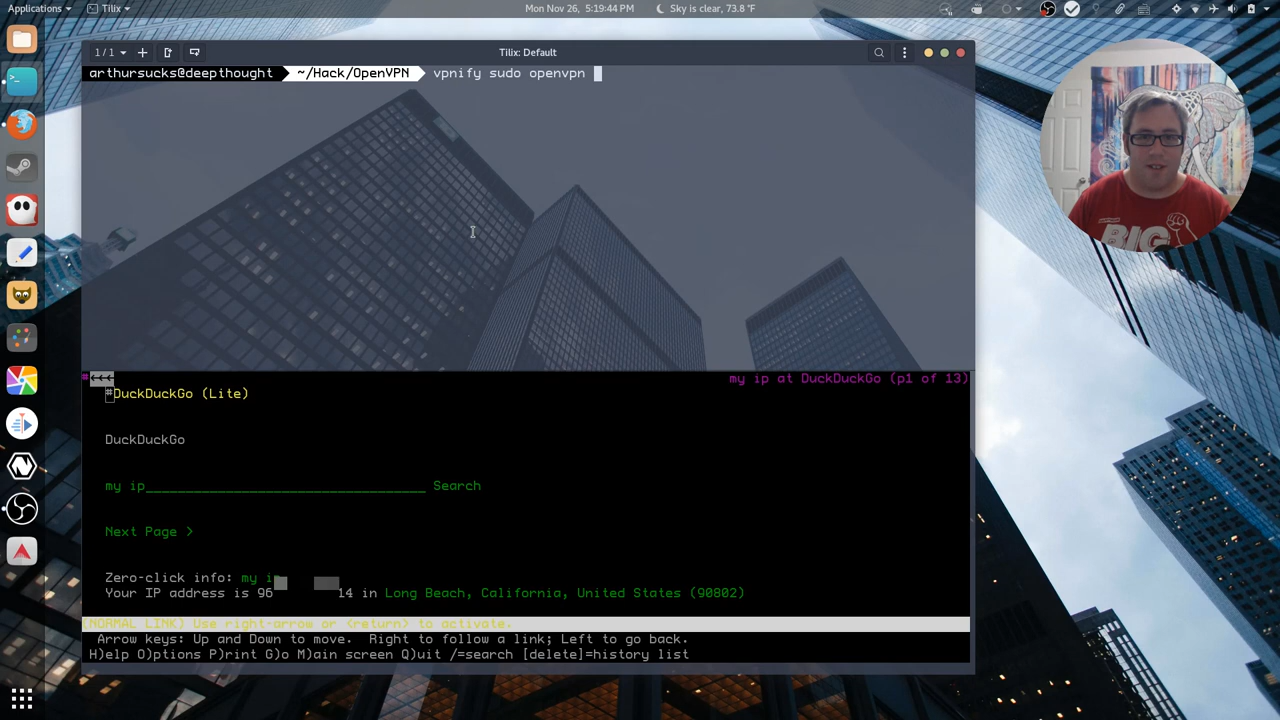 Applications
Tilix
Mon Nov 26, 5:19:44 PM
Sky is clear, 73.8 °F
1 / 1
Tilix: Default
arthursucks@deepthought ~/Hack/OpenVPN vpnify sudo openvpn
BIG
#<<<
my ip at DuckDuckGo (p1 of 13)
#DuckDuckGo (Lite)
DuckDuckGo
my ip___________________________________ Search
Next Page >
Zero-click info: my i
Your IP address is 96 14 in Long Beach, California, United States (90802)
(NORMAL LINK) Use right-arrow or <return> to activate.
Arrow keys: Up and Down to move. Right to follow a link; Left to go back.
H)elp O)ptions P)rint G)o M)ain screen Q)uit /=search [delete]=history list